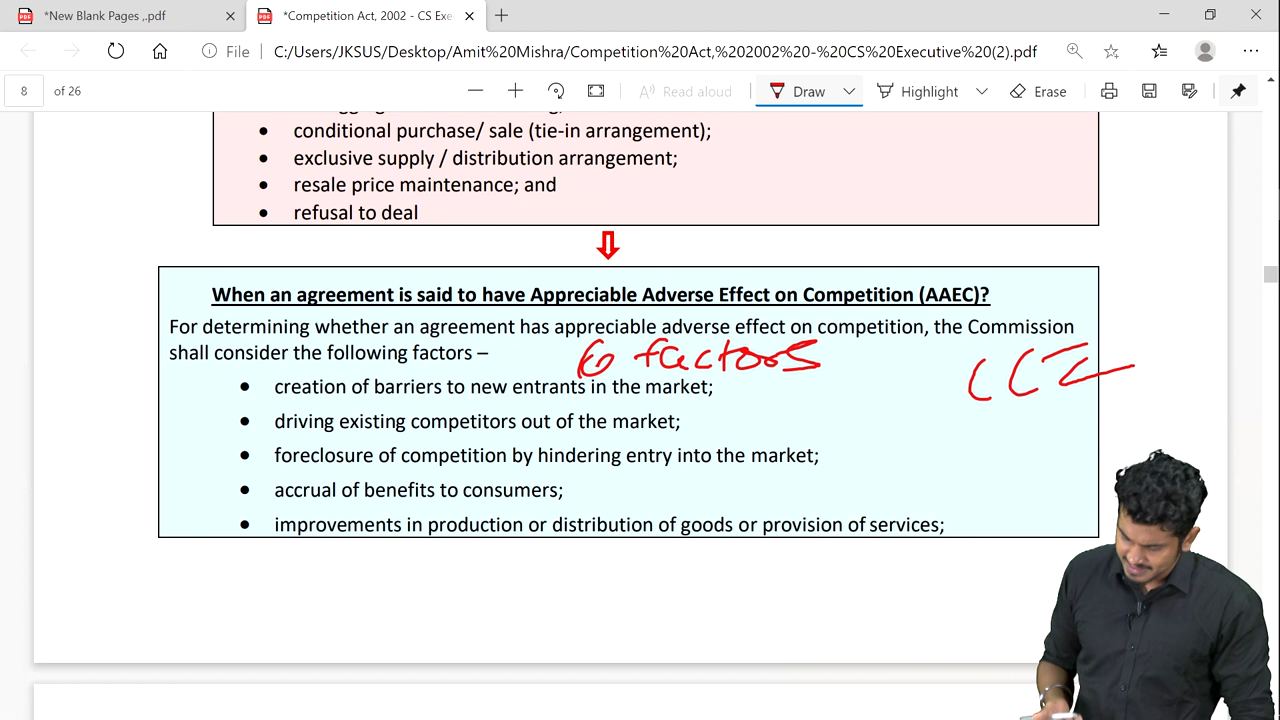 *New Blank Pages ,.pdf
*Competition Act, 2002 - CS Exe
File
C:/Users/JKSUS/Desktop/Amit%20Mishra/Competition%20Act,%202002%20-%20CS%20Executive%20(2).pdf
8 of 26
Read aloud
Draw
Highlight
Erase
• conditional purchase/ sale (tie-in arrangement);
• exclusive supply / distribution arrangement;
• resale price maintenance; and
• refusal to deal
When an agreement is said to have Appreciable Adverse Effect on Competition (AAEC)?
For determining whether an agreement has appreciable adverse effect on competition, the Commission
shall consider the following factors –
6 factors
CCI
• creation of barriers to new entrants in the market;
• driving existing competitors out of the market;
• foreclosure of competition by hindering entry into the market;
• accrual of benefits to consumers;
• improvements in production or distribution of goods or provision of services;